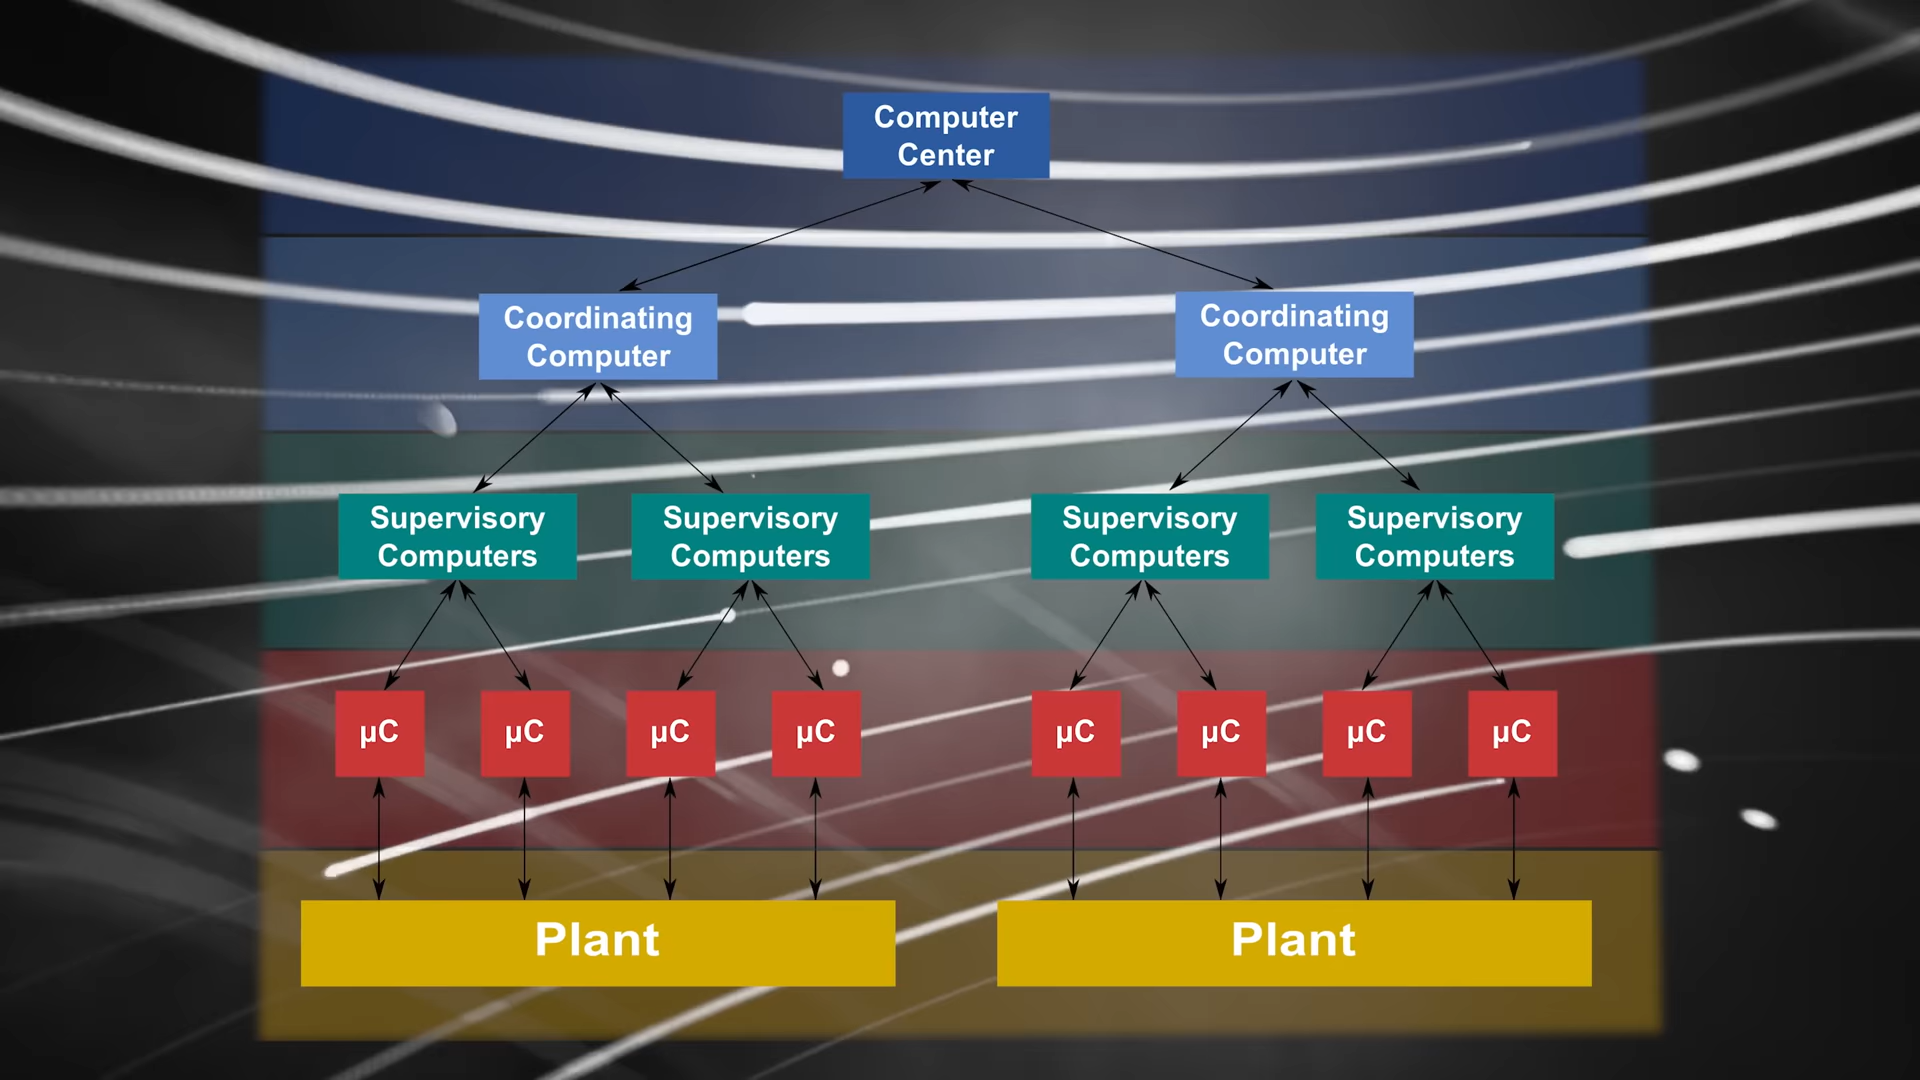 Computer
Center
Coordinating
Computer
Coordinating
Computer
Supervisory
Computers
Supervisory
Computers
Supervisory
Computers
Supervisory
Computers
µC
µC
µC
µC
µC
µC
µC
µC
Plant
Plant